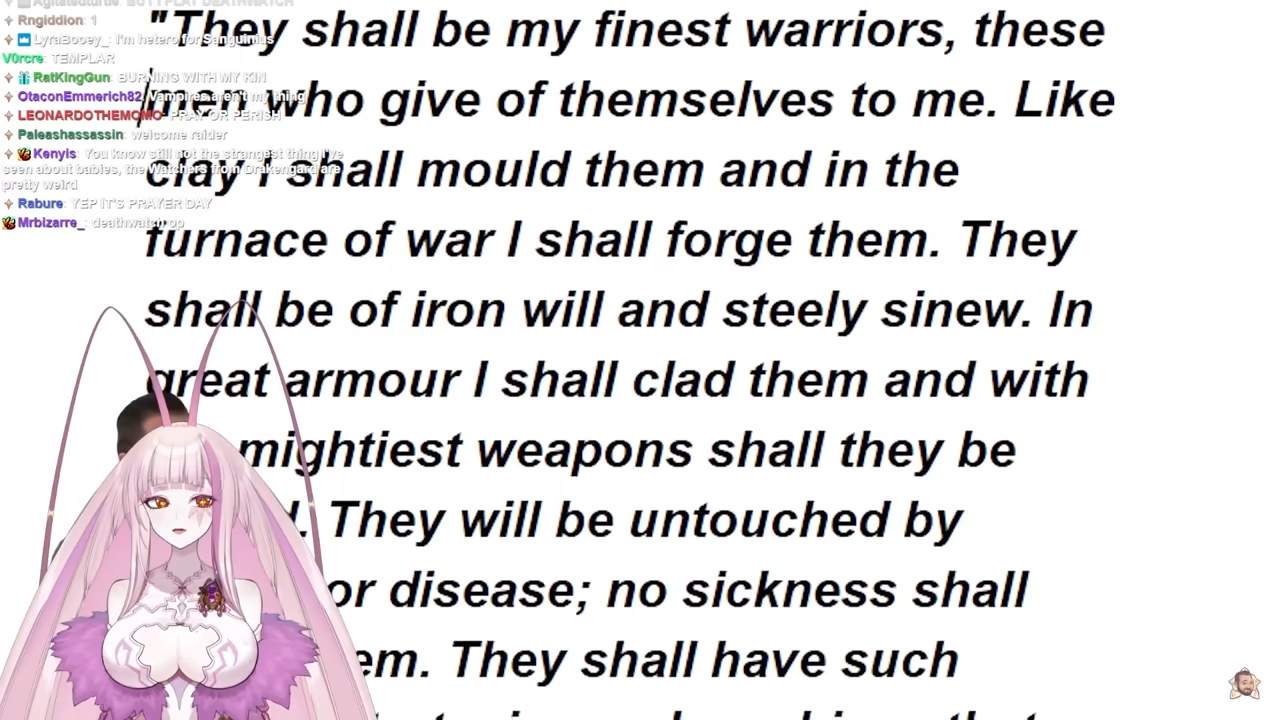 Agitatedturtle: BUTTPLAT DEATHWATCH
Rngiddion: 1
LyraBooey_: I'm hetero for Sanguinius
V0rcre: TEMPLAR
RatKingGun: BURNING WITH MY KIN
OtaconEmmerich82: Vampires aren't my thing
LEONARDOTHEMOMO: PRAY OR PERISH
Paleashassassin: welcome raider
Kenyis: You know still not the strangest thing I've
seen about babies, the Watchers from Drakengard are
pretty weird
Rabure: YEP IT'S PRAYER DAY
Mrbizarre_: deathwatch op
"They shall be my finest warriors, these
men who give of themselves to me. Like
clay I shall mould them and in the
furnace of war I shall forge them. They
shall be of iron will and steely sinew. In
great armour I shall clad them and with
mightiest weapons shall they be
They will be untouched by
or disease; no sickness shall
em. They shall have such